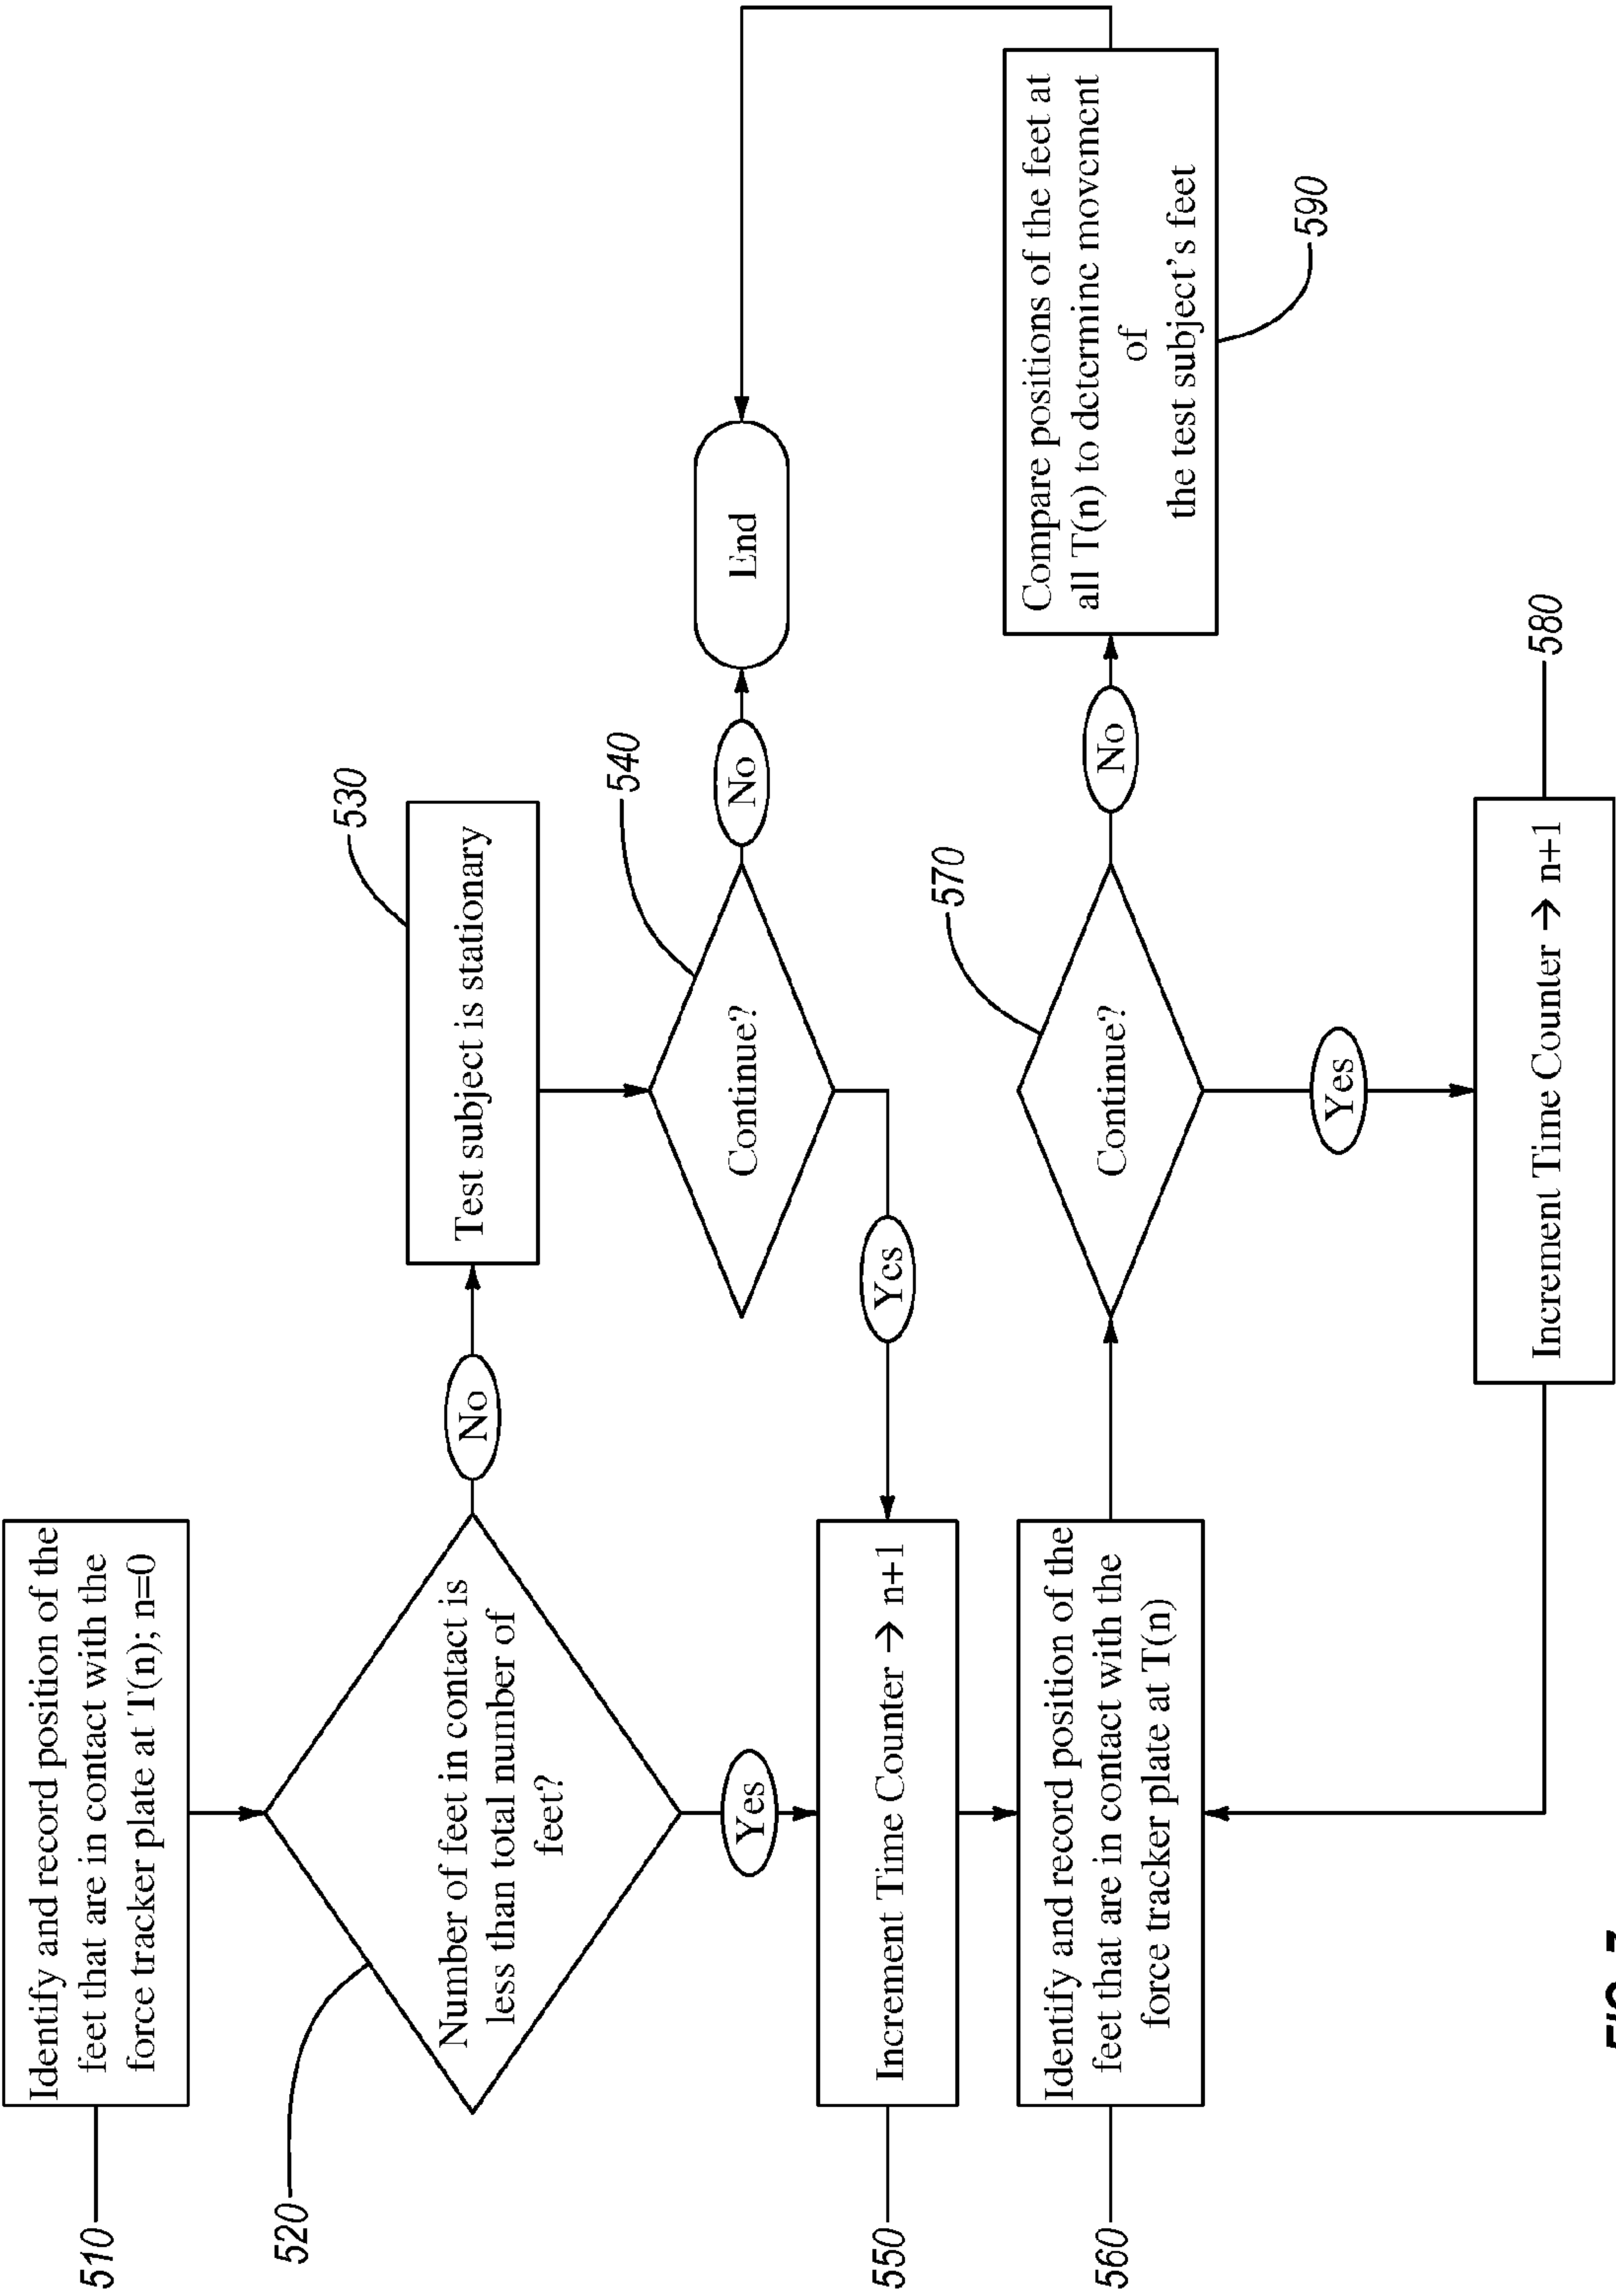 510
Identify and record position of the
feet that are in contact with the
force tracker plate at T(n); n=0
520
Number of feet in contact is
less than total number of
feet?
No
Test subject is stationary
530
Yes
Continue?
540
No
End
Yes
550
Increment Time Counter → n+1
560
Identify and record position of the
feet that are in contact with the
force tracker plate at T(n)
Continue?
570
No
Compare positions of the feet at
all T(n) to determine movement
of
the test subject's feet
590
Yes
Increment Time Counter → n+1
580